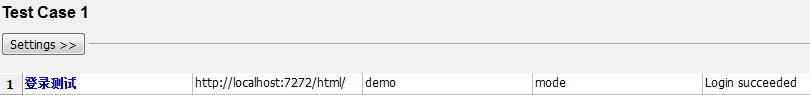 Test Case 1
Settings >>
1 登录测试 http://localhost:7272/html/ demo mode Login succeeded